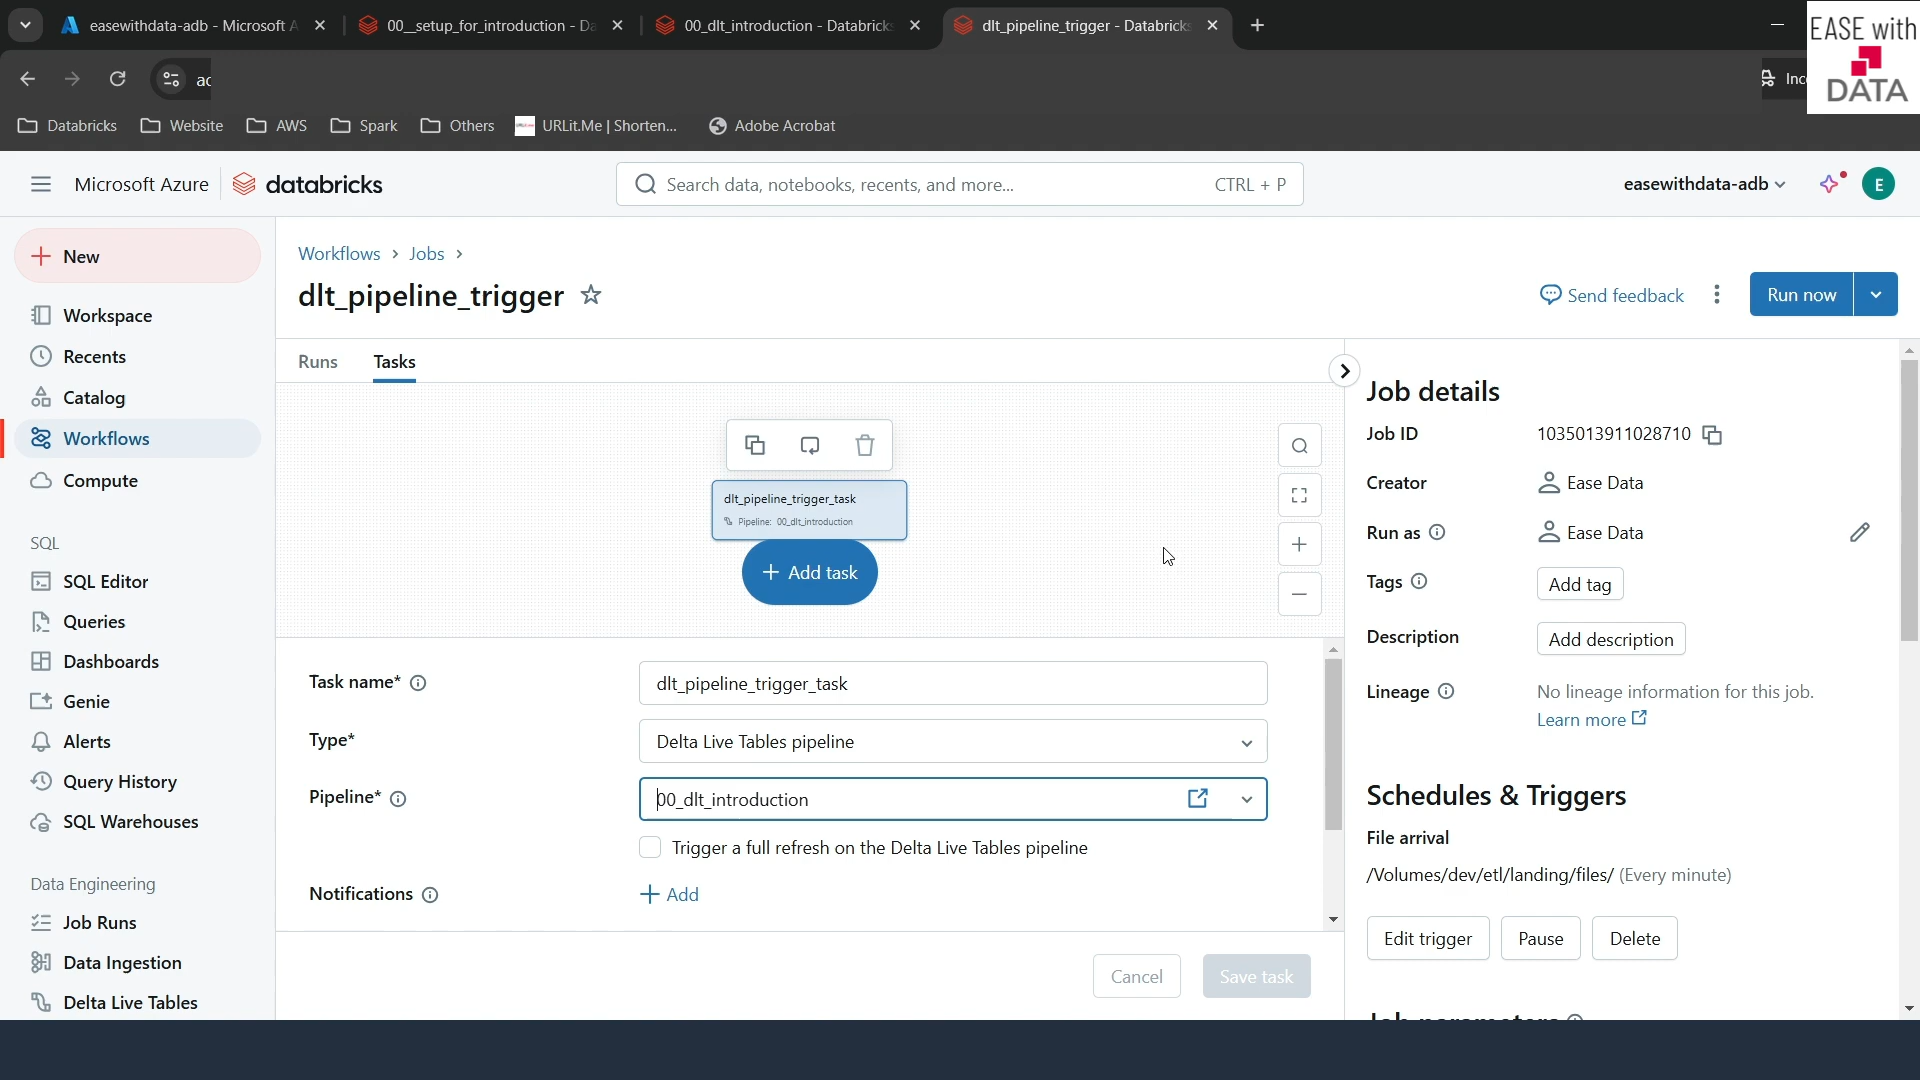 easewithdata-adb - Microsoft A
00__setup_for_introduction - Da
00_dlt_introduction - Databrick
dlt_pipeline_trigger - Databrick
EASE with
DATA
ac
Inc
Databricks
Website
AWS
Spark
Others
URLit.Me | Shorten...
Adobe Acrobat
Microsoft Azure
databricks
Search data, notebooks, recents, and more...
CTRL + P
easewithdata-adb
E
New
Workspace
Recents
Catalog
Workflows
Compute
SQL
SQL Editor
Queries
Dashboards
Genie
Alerts
Query History
SQL Warehouses
Data Engineering
Job Runs
Data Ingestion
Delta Live Tables
Workflows > Jobs >
dlt_pipeline_trigger
Send feedback
Run now
Runs
Tasks
dlt_pipeline_trigger_task
Pipeline: 00_dlt_introduction
+ Add task
Task name*
dlt_pipeline_trigger_task
Type*
Delta Live Tables pipeline
Pipeline*
00_dlt_introduction
Trigger a full refresh on the Delta Live Tables pipeline
Notifications
+ Add
Cancel
Save task
Job details
Job ID
1035013911028710
Creator
Ease Data
Run as
Ease Data
Tags
Add tag
Description
Add description
Lineage
No lineage information for this job.
Learn more
Schedules & Triggers
File arrival
/Volumes/dev/etl/landing/files/ (Every minute)
Edit trigger
Pause
Delete
Job parameters